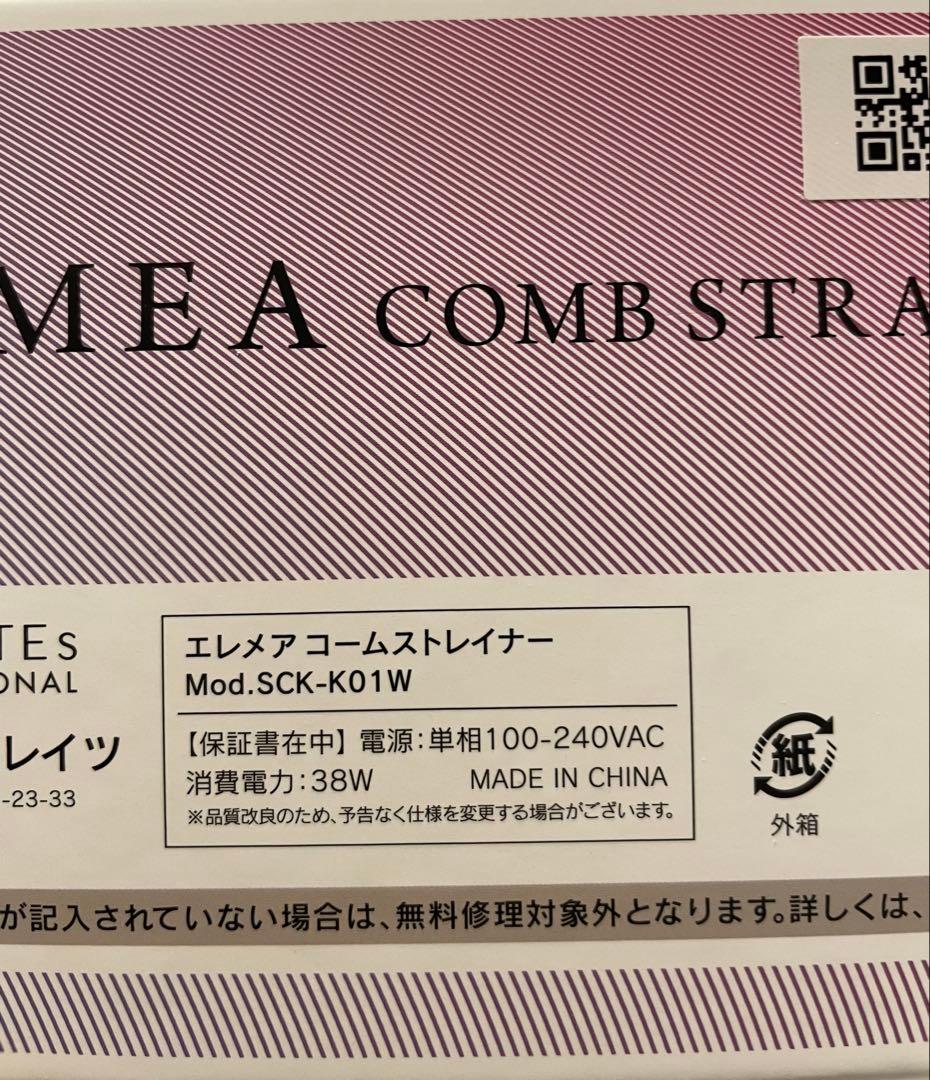 MEA COMB STRA
TEs
ONAL
レイツ
-23-33
エレメア コームストレイナー
Mod.SCK-K01W
【保証書在中】 電源:単相100-240VAC
消費電力:38W MADE IN CHINA
※品質改良のため、予告なく仕様を変更する場合がございます。
紙
外箱
が記入されていない場合は、無料修理対象外となります。詳しくは、